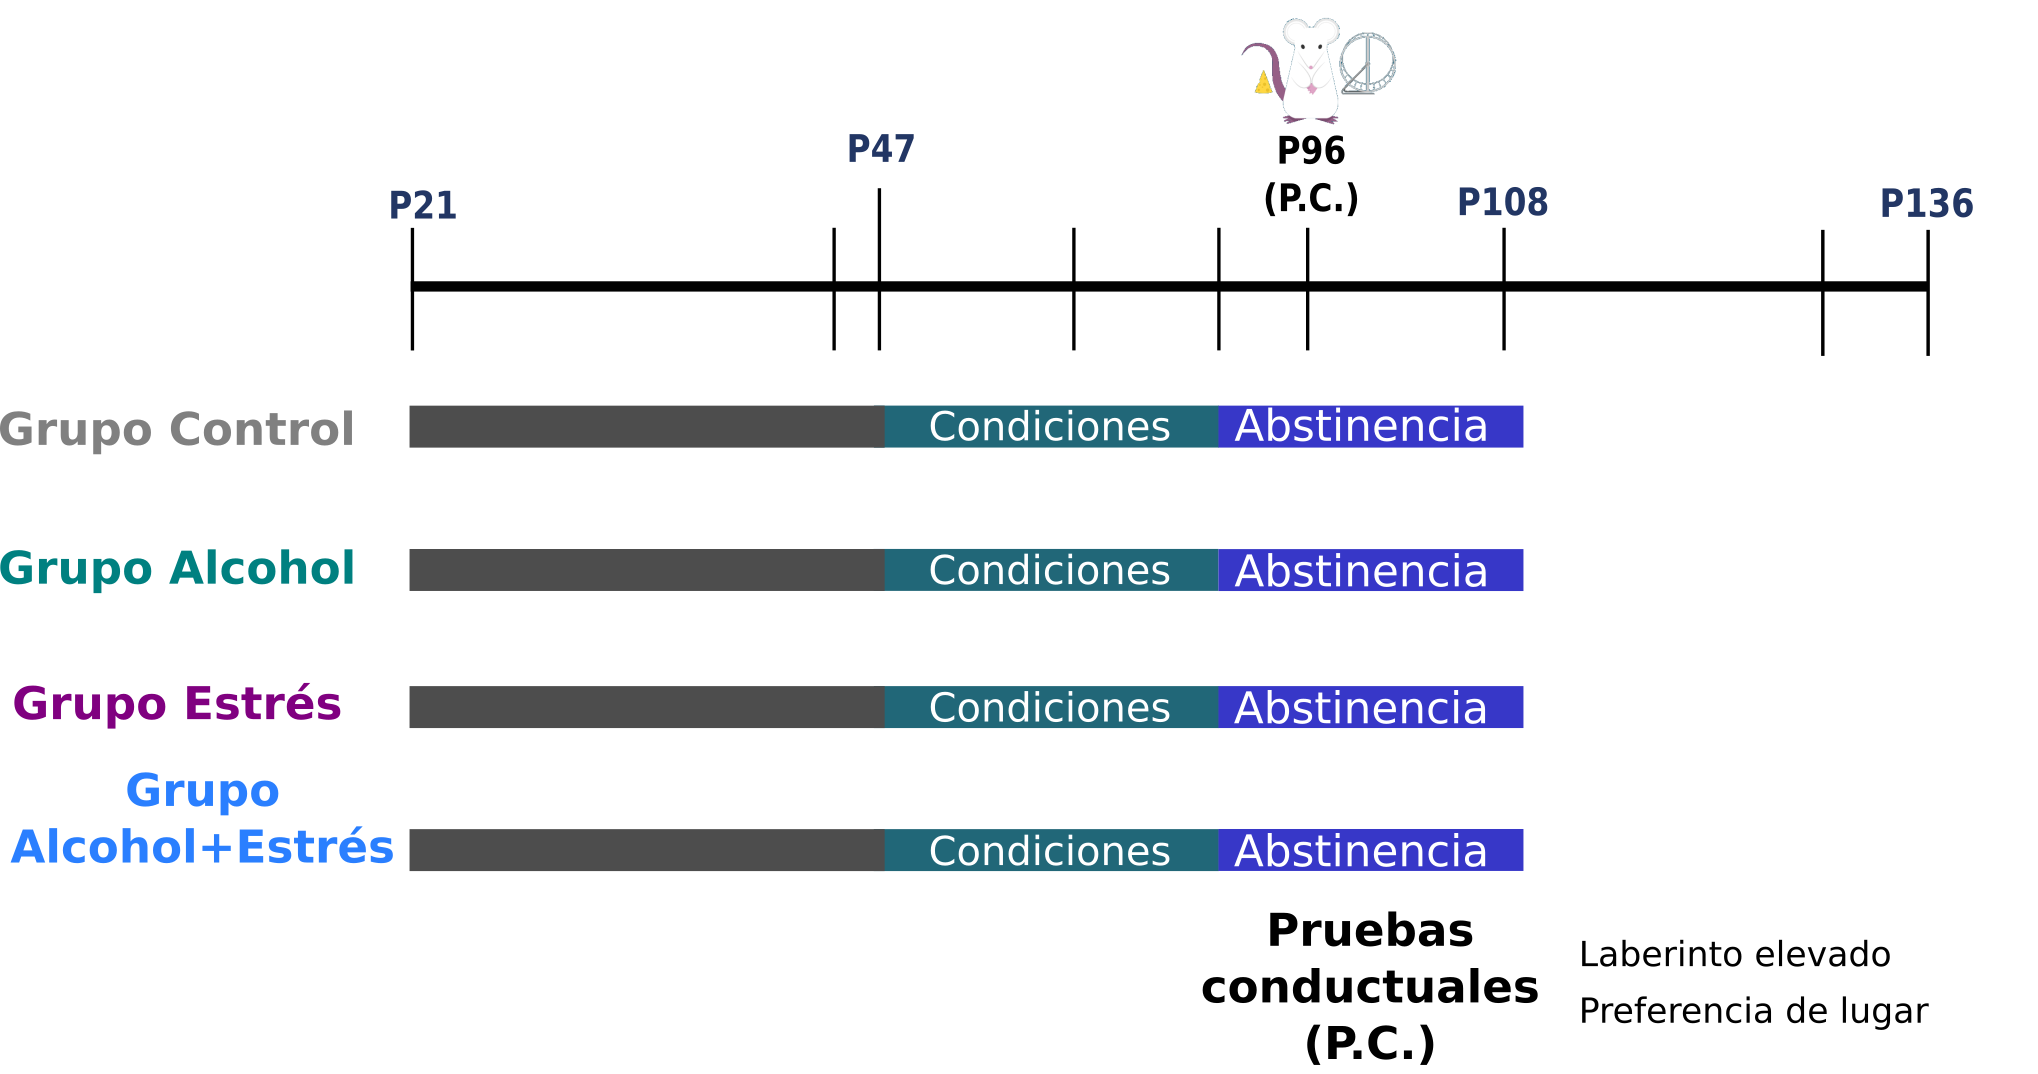 P47
P96
(P.C.)
P21
P108
P136
Grupo Control
Condiciones
Abstinencia
Grupo Alcohol
Condiciones
Abstinencia
Grupo Estrés
Condiciones
Abstinencia
Grupo
Alcohol+Estrés
Condiciones
Abstinencia
Pruebas
conductuales
(P.C.)
Laberinto elevado
Preferencia de lugar